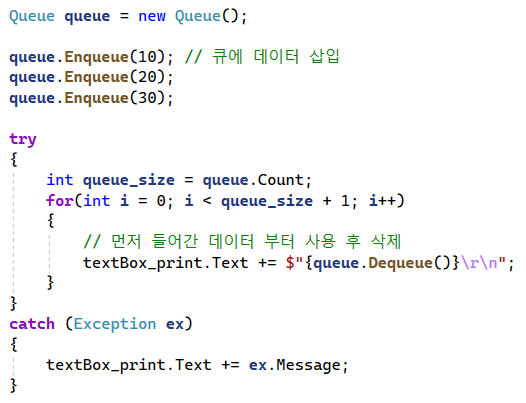 Queue queue = new Queue();
queue.Enqueue(10); // 큐에 데이터 삽입
queue.Enqueue(20);
queue.Enqueue(30);
try
{
int queue_size = queue.Count;
for(int i = 0; i < queue_size + 1; i++)
{
// 먼저 들어간 데이터 부터 사용 후 삭제
textBox_print.Text += $"{queue.Dequeue()}\r\n";
}
}
catch (Exception ex)
{
textBox_print.Text += ex.Message;
}